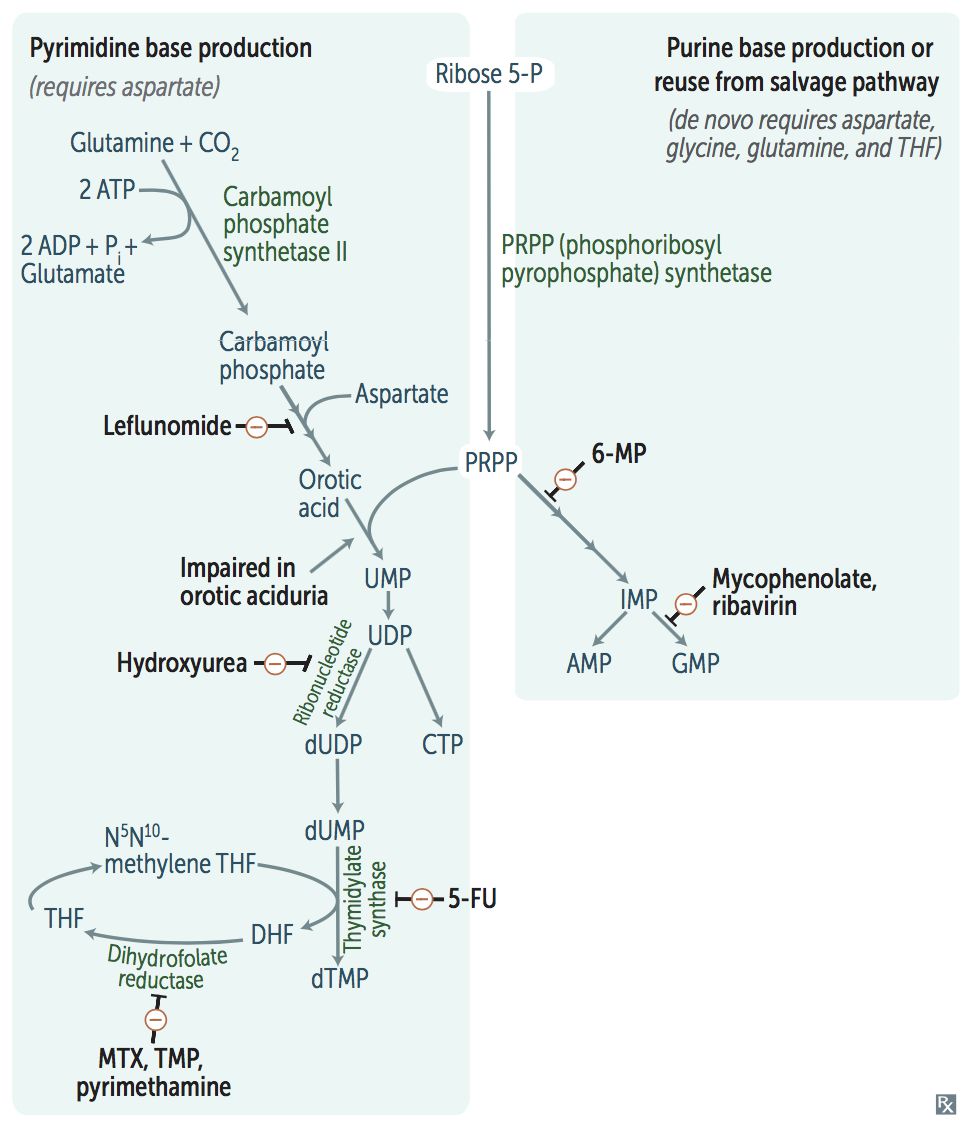 Pyrimidine base production
(requires aspartate)
Ribose 5-P
Purine base production or
reuse from salvage pathway
(de novo requires aspartate,
glycine, glutamine, and THF)
Glutamine + CO2
2 ATP
2 ADP + Pi +
Glutamate
Carbamoyl
phosphate
synthetase II
PRPP (phosphoribosyl
pyrophosphate) synthetase
Carbamoyl
phosphate
Aspartate
Leflunomide
Orotic
acid
PRPP
6-MP
Impaired in
orotic aciduria
UMP
UDP
IMP
Mycophenolate,
ribavirin
AMP
GMP
Hydroxyurea
Ribonucleotide
reductase
dUDP
CTP
dUMP
N5N10-
methylene THF
THF
DHF
Thymidylate
synthase
5-FU
Dihydrofolate
reductase
dTMP
MTX, TMP,
pyrimethamine
Rx